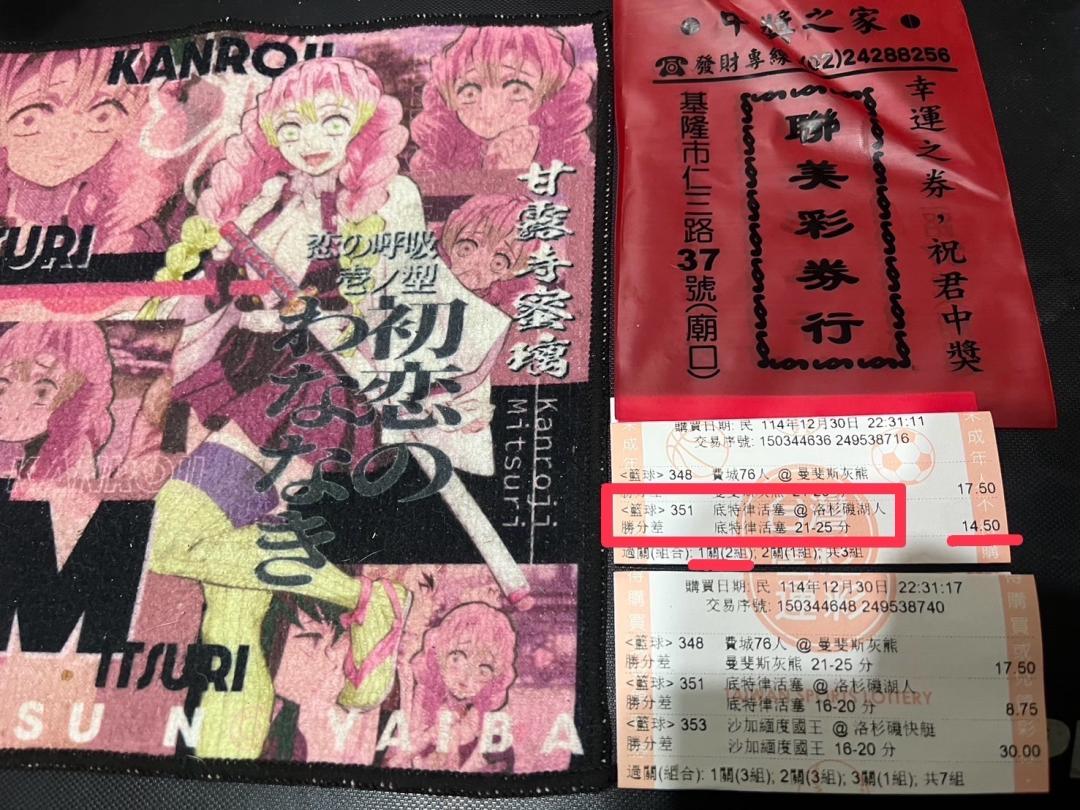 KANROJI
甘露寺蜜璃
Kanroji
Mitsuri
恋の呼吸
壱ノ型
初恋の
わななき
ITSURI
SUN YAIBA
中獎之家
發財專線(02)24288256
幸運之券，祝君中獎
聯美彩券行
基隆市仁三路37號(廟口)
購買日期: 民 114年12月30日 22:31:11
交易序號: 150344636 249538716
<籃球> 348 費城76人 @ 曼斐斯灰熊
17.50
<籃球> 351 底特律活塞 @ 洛杉磯湖人
勝分差 底特律活塞 21-25 分 14.50
過關(組合): 1關(2組); 2關(1組); 共3組
購買日期: 民 114年12月30日 22:31:17
交易序號: 150344648 249538740
<籃球> 348 費城76人 @ 曼斐斯灰熊
勝分差 曼斐斯灰熊 21-25 分 17.50
<籃球> 351 底特律活塞 @ 洛杉磯湖人
勝分差 底特律活塞 16-20 分 8.75
<籃球> 353 沙加緬度國王 @ 洛杉磯快艇
勝分差 沙加緬度國王 16-20 分 30.00
過關(組合): 1關(3組); 2關(3組); 3關(1組); 共7組